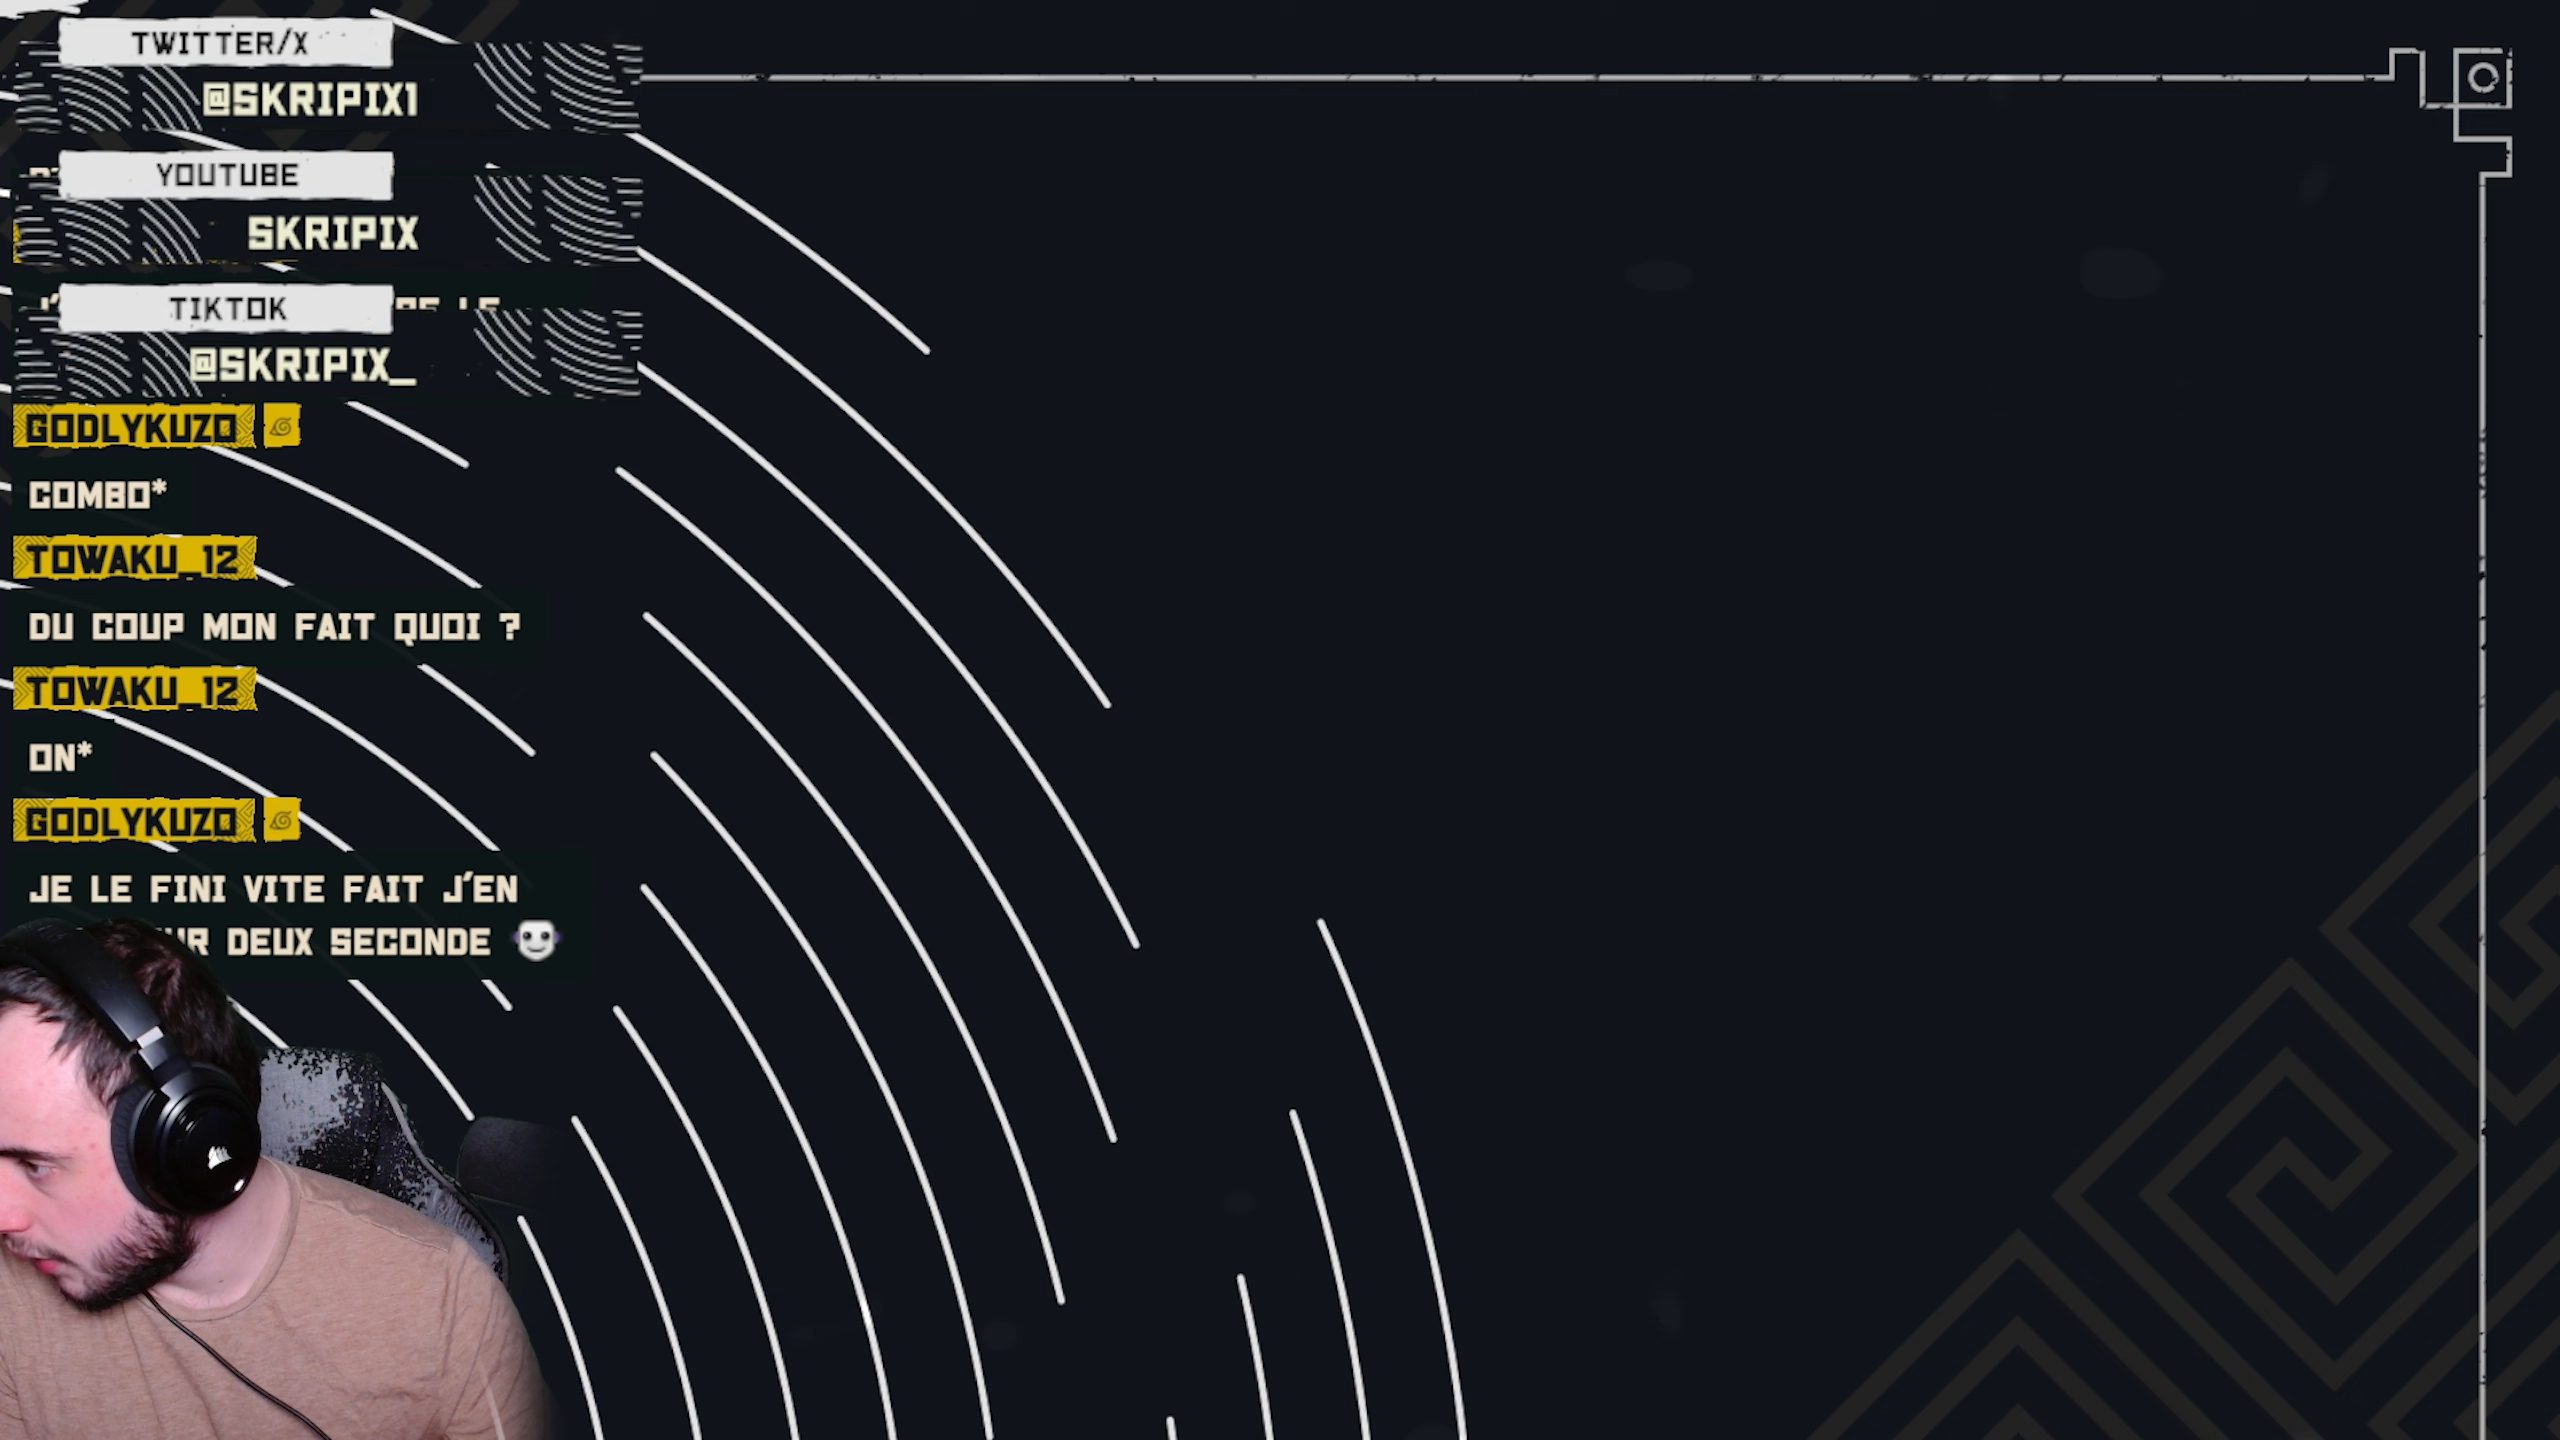 TWITTER/X
@SKRIPIX1
YOUTUBE
SKRIPIX
TIKTOK
@SKRIPIX_
GODLYKUZO
COMBO*
TOWAKU_12
DU COUP MON FAIT QUOI ?
TOWAKU_12
ON*
GODLYKUZO
JE LE FINI VITE FAIT J'EN
DEUX SECONDE